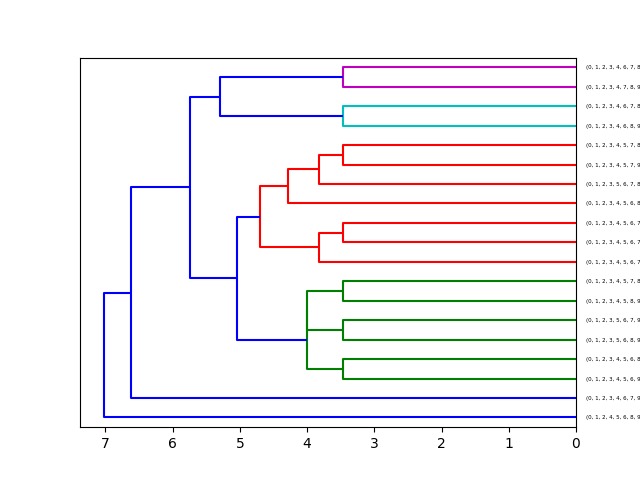 (0, 1, 2, 3, 4, 6, 7, 8
(0, 1, 2, 3, 4, 7, 8, 9
(0, 1, 2, 3, 4, 6, 7, 8
(0, 1, 2, 3, 4, 6, 8, 9
(0, 1, 2, 3, 4, 5, 7, 8
(0, 1, 2, 3, 4, 5, 7, 9
(0, 1, 2, 3, 5, 6, 7, 8
(0, 1, 2, 3, 4, 5, 6, 8
(0, 1, 2, 3, 4, 5, 6, 7
(0, 1, 2, 3, 4, 5, 6, 7
(0, 1, 2, 3, 4, 5, 6, 7
(0, 1, 2, 3, 4, 5, 7, 8
(0, 1, 2, 3, 4, 5, 8, 9
(0, 1, 2, 3, 5, 6, 7, 9
(0, 1, 2, 3, 5, 6, 8, 9
(0, 1, 2, 3, 4, 5, 6, 8
(0, 1, 2, 3, 4, 5, 6, 9
(0, 1, 2, 3, 4, 6, 7, 9
(0, 1, 2, 4, 5, 6, 8, 9
7 6 5 4 3 2 1 0